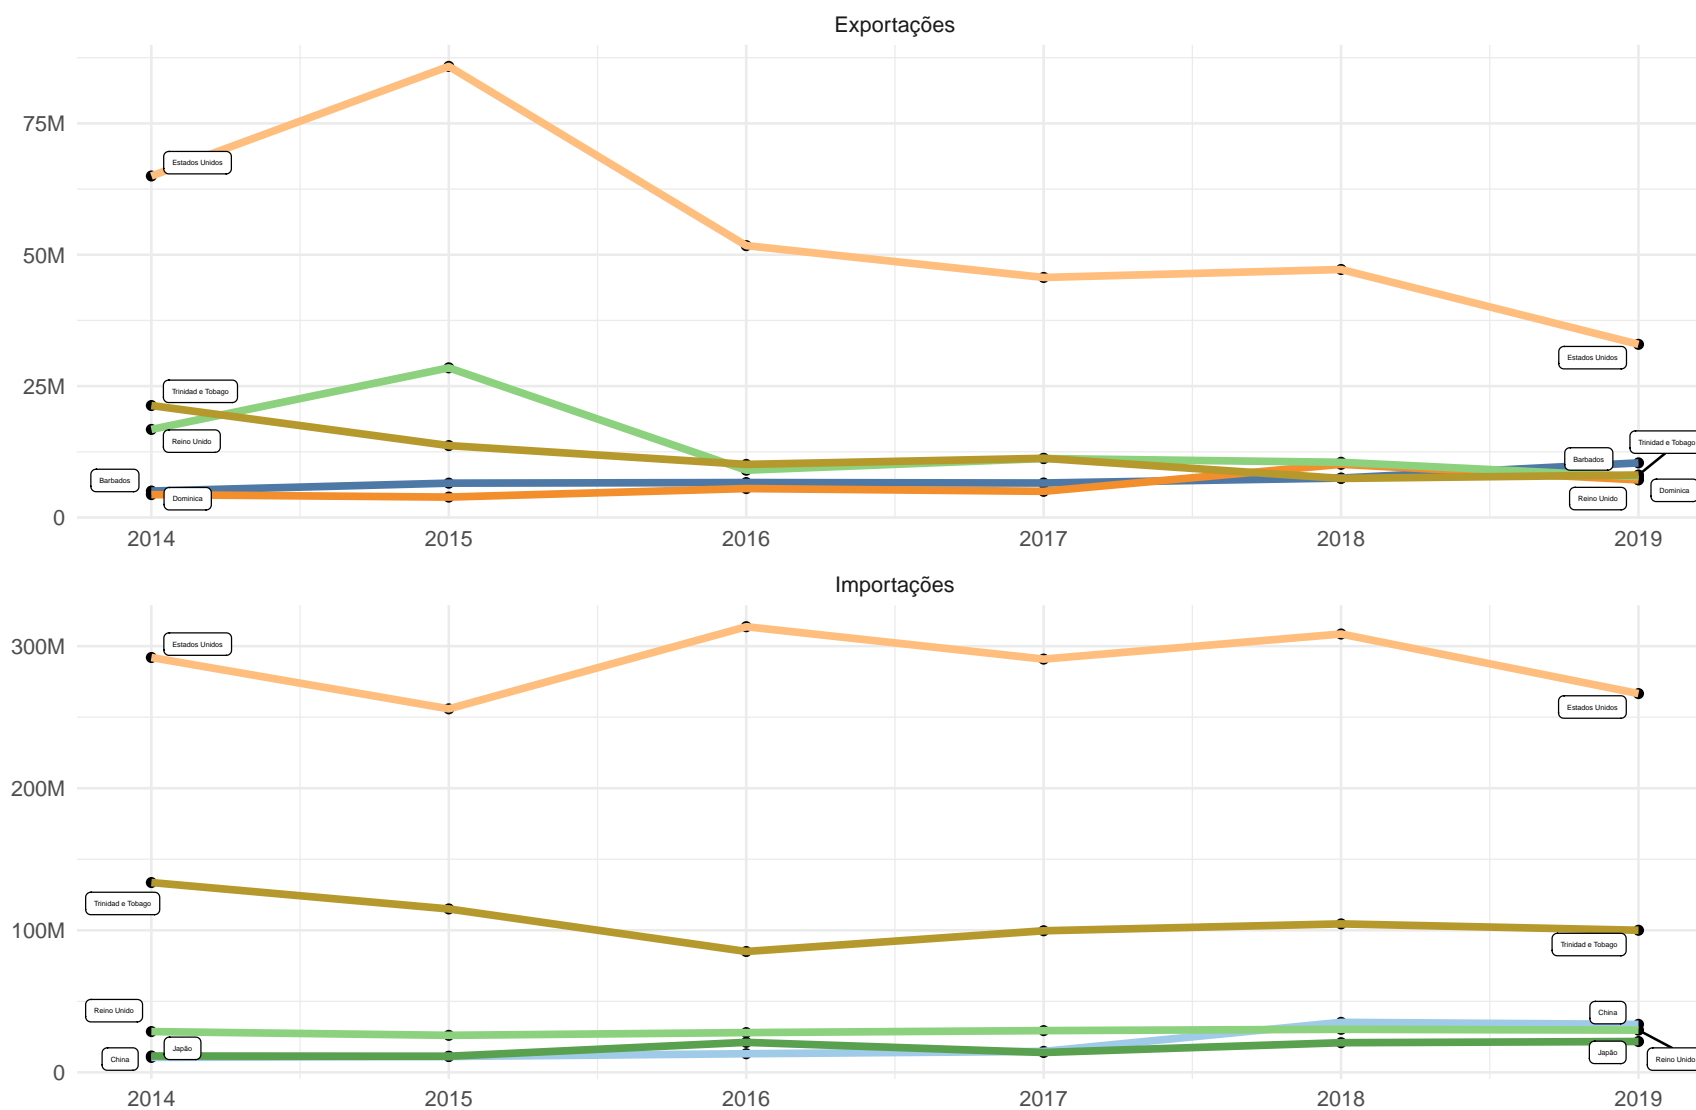 Exportações
75M
50M
25M
0
Estados Unidos
Trinidad e Tobago
Reino Unido
Barbados
Dominica
Estados Unidos
Trinidad e Tobago
Barbados
Dominica
Reino Unido
2014 2015 2016 2017 2018 2019
Importações
300M
200M
100M
0
Estados Unidos
Trinidad e Tobago
Reino Unido
Japão
China
Estados Unidos
Trinidad e Tobago
China
Japão
Reino Unido
2014 2015 2016 2017 2018 2019